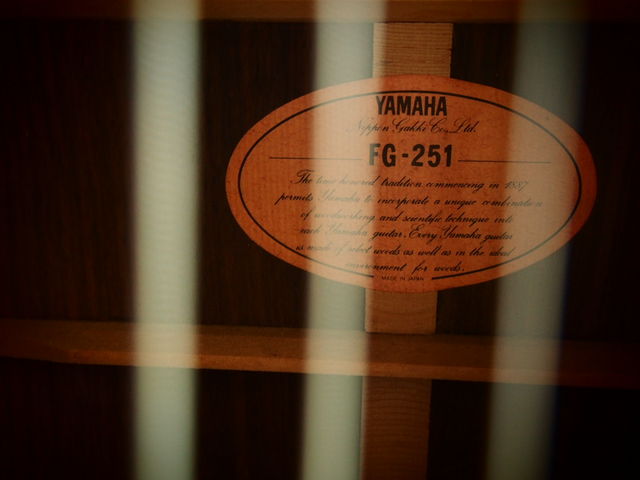 YAMAHA
Nippon Gakki Co., Ltd.
FG-251
The time honored tradition commencing in 1887
permits Yamaha to incorporate a unique combination
of woodworking and scientific technique into
each Yamaha guitar. Every Yamaha guitar
is made of select woods as well as in the ideal
environment for woods.
MADE IN JAPAN